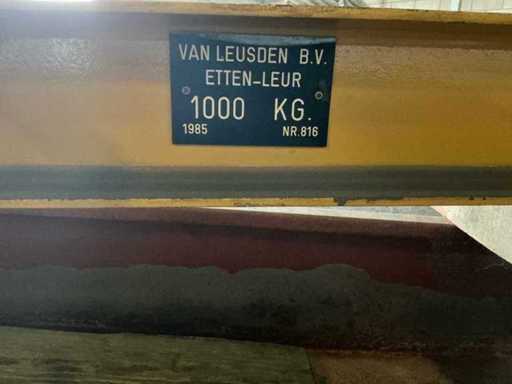 VAN LEUSDEN B.V.
ETTEN-LEUR
1000 KG.
1985 NR.816